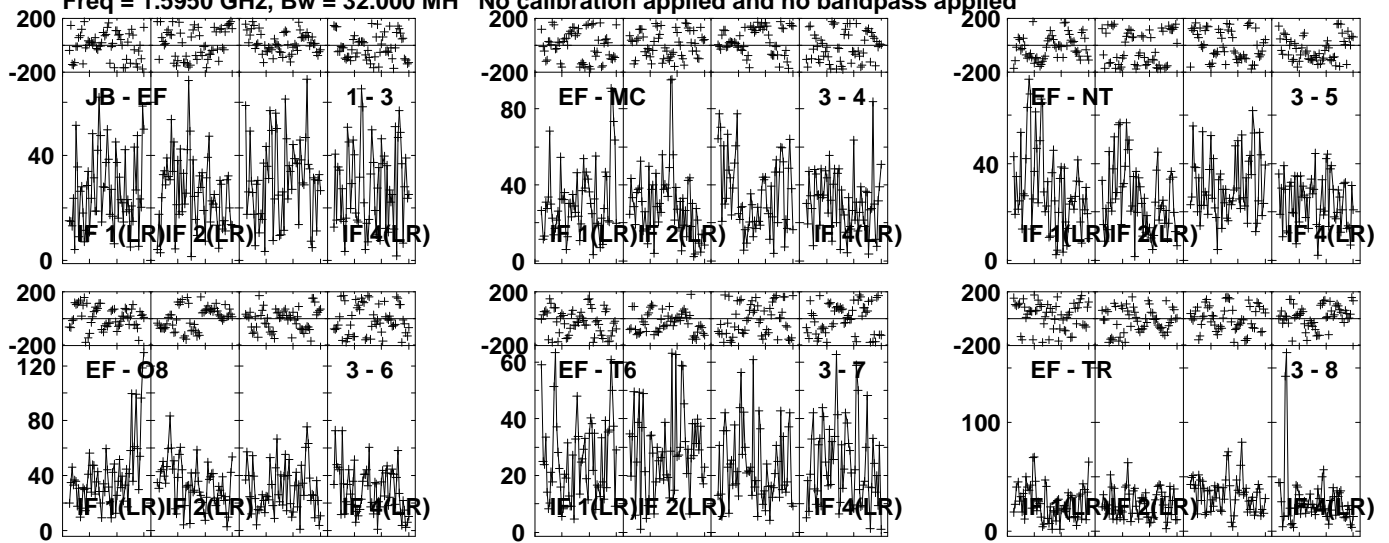 Freq = 1.5950 GHz, Bw = 32.000 MH No calibration applied and no bandpass applied
200
-200
JB - EF 1 - 3
40
0
IF 1(LR) IF 2(LR) IF 4(LR)
200
-200
EF - MC 3 - 4
80
40
0
IF 1(LR) IF 2(LR) IF 4(LR)
200
-200
EF - NT 3 - 5
40
0
IF 1(LR) IF 2(LR) IF 4(LR)
200
-200
120
EF - O8 3 - 6
80
40
0
IF 1(LR) IF 2(LR) IF 4(LR)
200
-200
60
EF - T6 3 - 7
40
20
0
IF 1(LR) IF 2(LR) IF 4(LR)
200
-200
EF - TR 3 - 8
100
0
IF 1(LR) IF 2(LR) IF 4(LR)